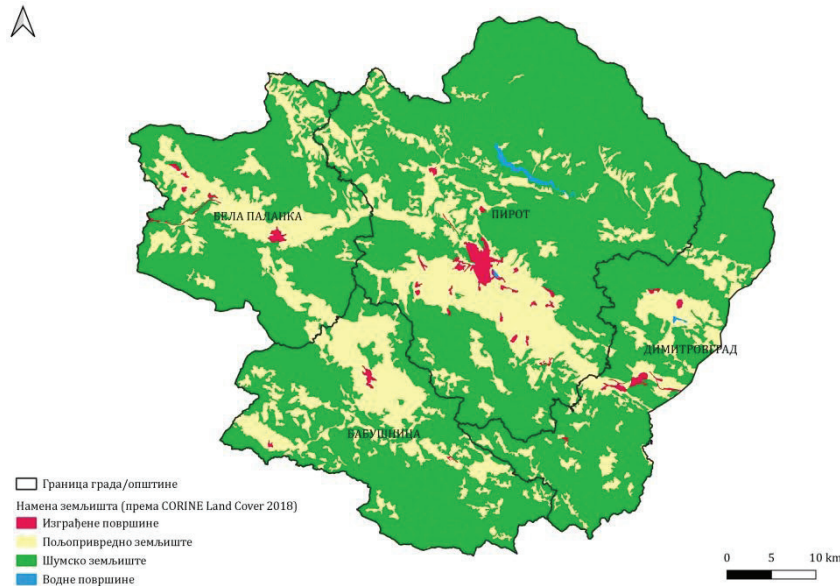 БЕЛА ПАЛАНКА
ПИРОТ
ДИМИТРОВГРАД
БАБУШНИЦА
Граница града/општине
Намена земљишта (према CORINE Land Cover 2018)
Изграђене површине
Пољопривредно земљиште
Шумско земљиште
Водне површине
0 5 10 km